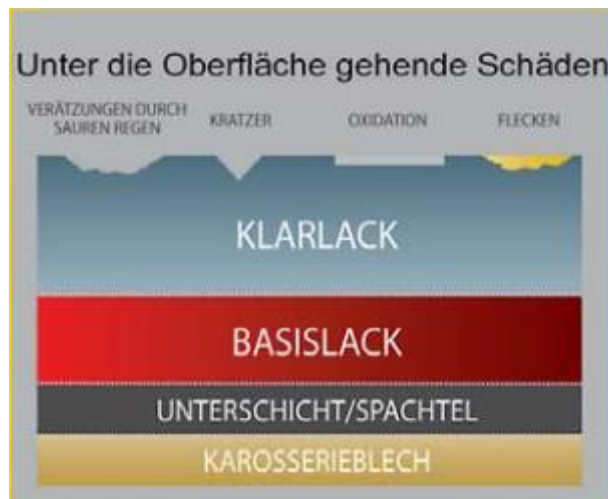 Unter die Oberfläche gehende Schäden
VERÄTZUNGEN DURCH
SAUREN REGEN
KRATZER
OXIDATION
FLECKEN
KLARLACK
BASISLACK
UNTERSCHICHT/SPACHTEL
KAROSSERIEBLECH